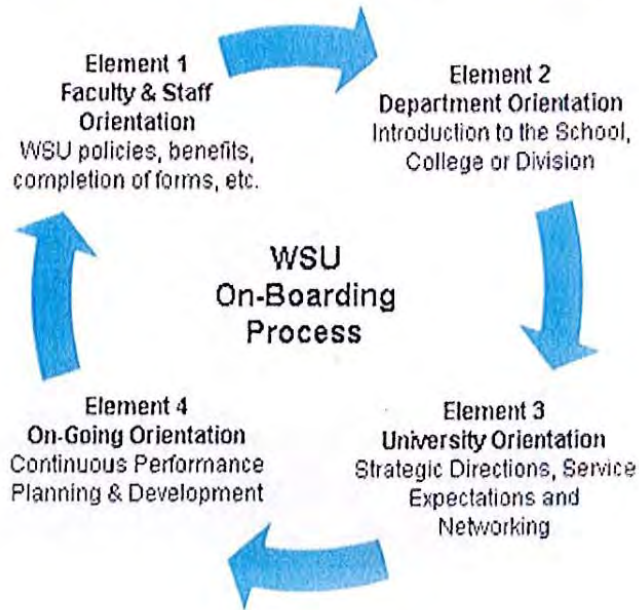 Element 1
Faculty & Staff
Orientation
WSU policies, benefits,
completion of forms, etc.
Element 2
Department Orientation
Introduction to the School,
College or Division
WSU
On-Boarding
Process
Element 3
University Orientation
Strategic Directions, Service
Expectations and
Networking
Element 4
On-Going Orientation
Continuous Performance
Planning & Development